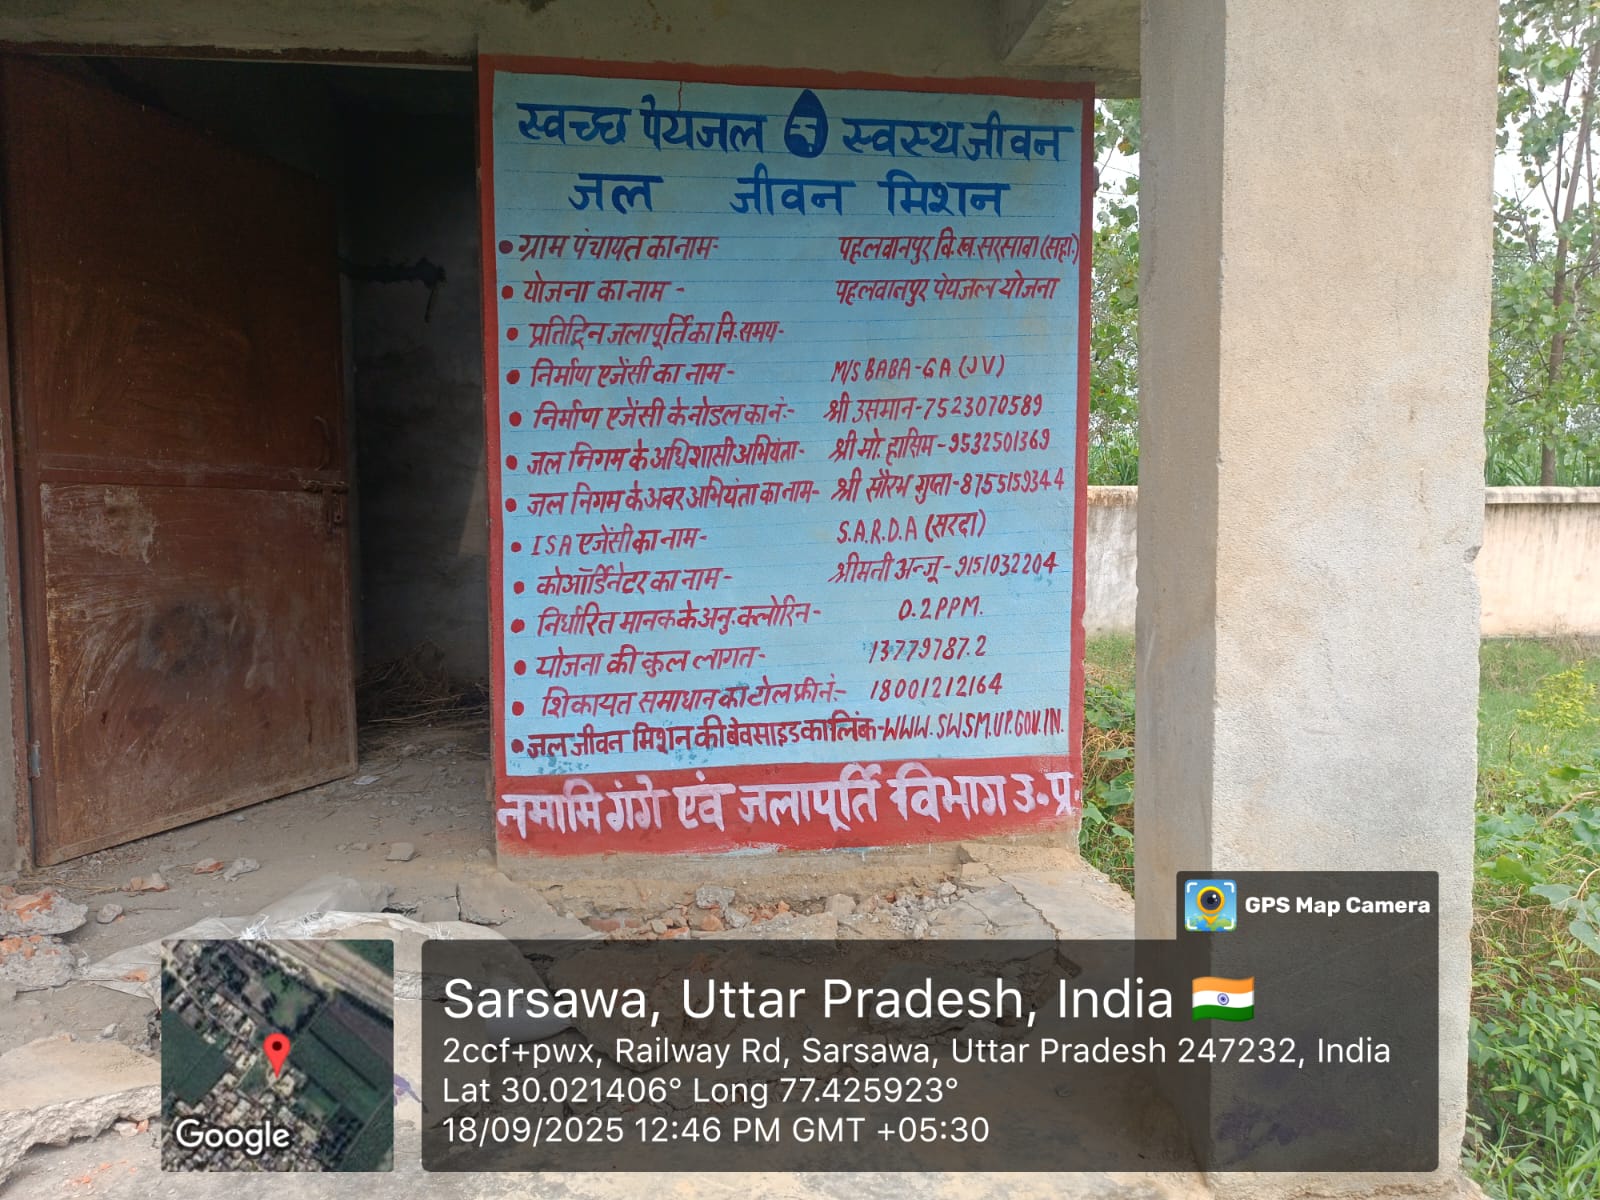 स्वच्छ पेयजल स्वस्थ जीवन
जल जीवन मिशन
• ग्राम पंचायत का नाम- पहलवानपुर वि.ख. सरसावा (सहा.)
• योजना का नाम - पहलवानपुर पेयजल योजना
• प्रतिदिन जलापूर्ति का नि. समय-
• निर्माण एजेंसी का नाम - M/S BABA-GA (JV)
• निर्माण एजेंसी के नोडल का नं:- श्री उसमान-7523070589
• जल निगम के अधिशासी अभियंता- श्री मो. हासिम-9532501369
• जल निगम के अवर अभियंता का नाम- श्री सौरभ गुप्ता-8755159344
• ISA एजेंसी का नाम- S.A.R.D.A (सरदा)
• कोऑर्डिनेटर का नाम- श्रीमती अन्जू-9151032204
• निर्धारित मानक के अनु. क्लोरिन- 0.2 PPM.
• योजना की कुल लागत- 13779787.2
• शिकायत समाधान का टोल फ्री नं:- 18001212164
• जल जीवन मिशन की बेवसाइड का लिंक-WWW.SWSM.UP.GOV.IN.
नमामि गंगे एवं जलापूर्ति विभाग उ॰प्र.
GPS Map Camera
Sarsawa, Uttar Pradesh, India
2ccf+pwx, Railway Rd, Sarsawa, Uttar Pradesh 247232, India
Lat 30.021406° Long 77.425923°
18/09/2025 12:46 PM GMT +05:30
Google